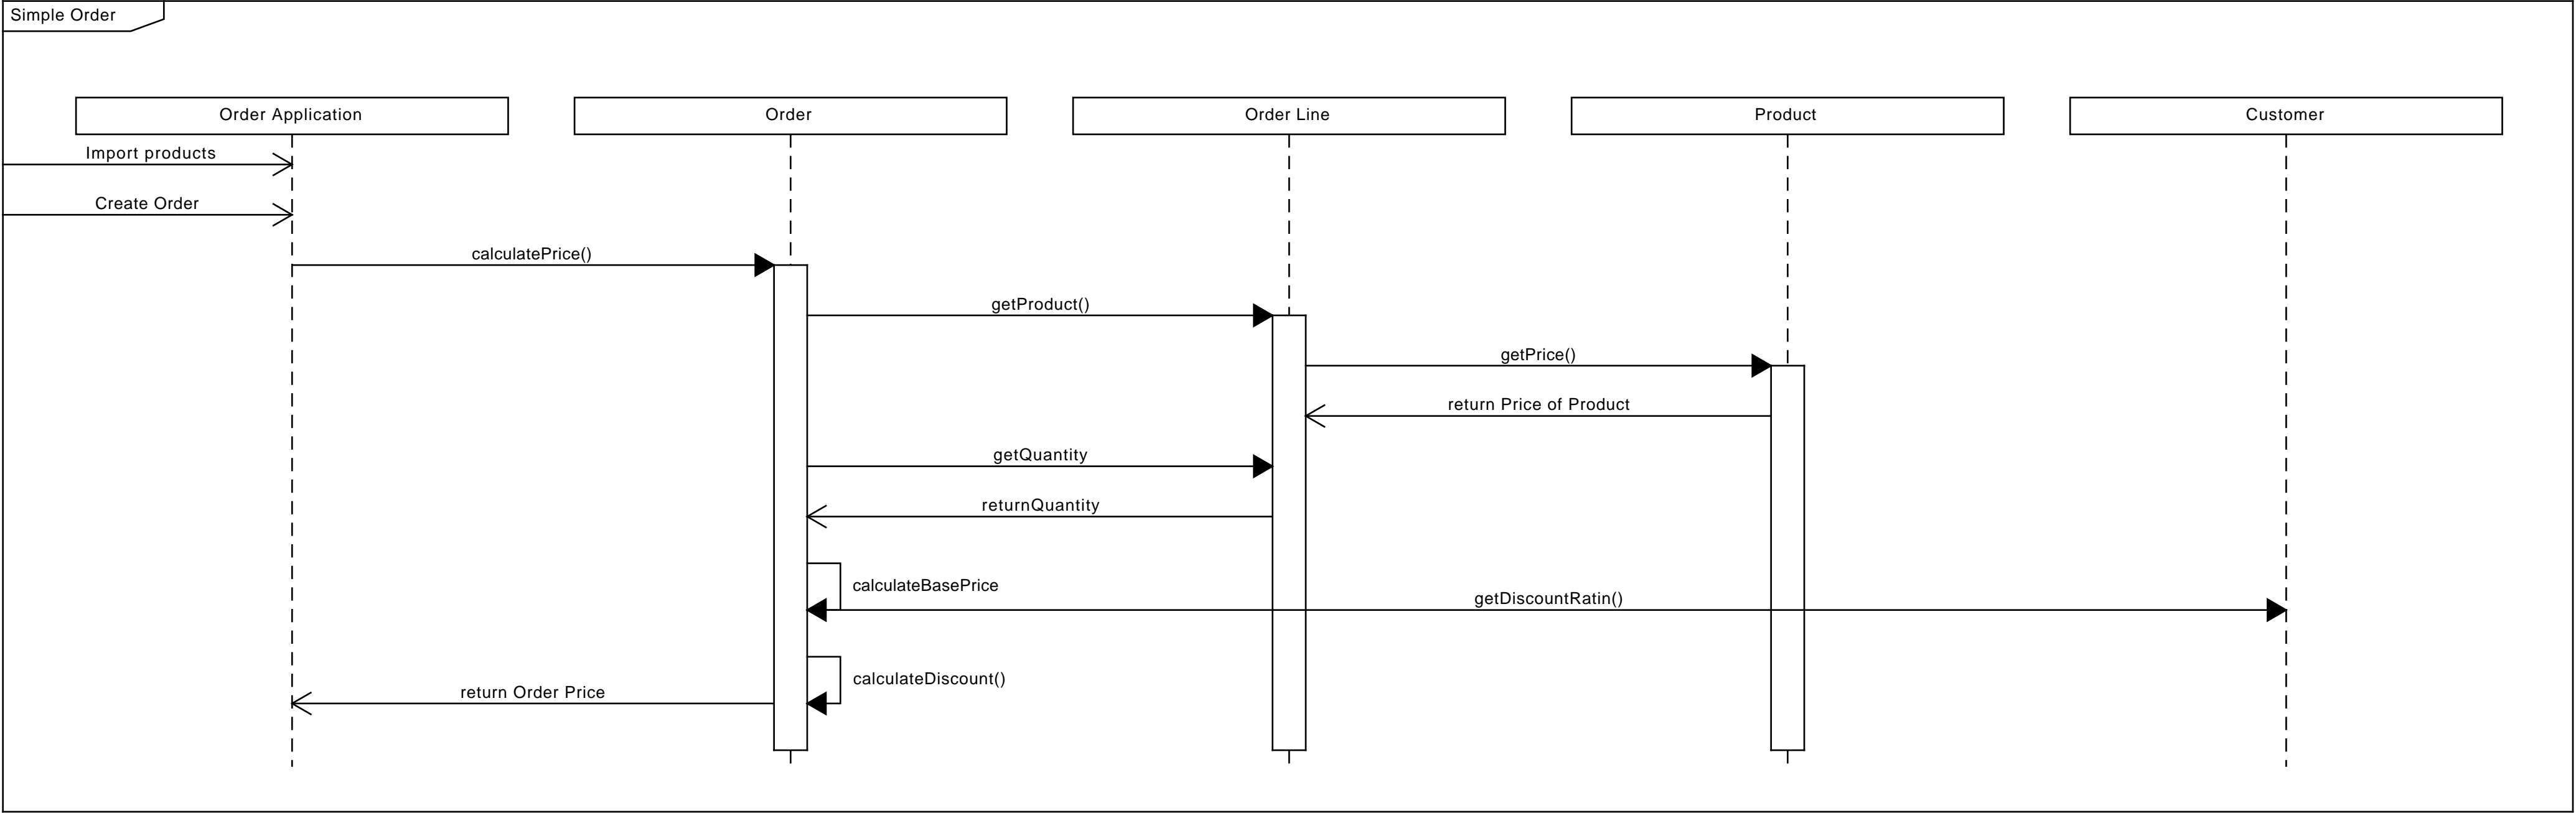 Simple Order
Order Application
Order
Order Line
Product
Customer
Import products
Create Order
calculatePrice()
getProduct()
getPrice()
return Price of Product
getQuantity
returnQuantity
calculateBasePrice
getDiscountRatin()
calculateDiscount()
return Order Price